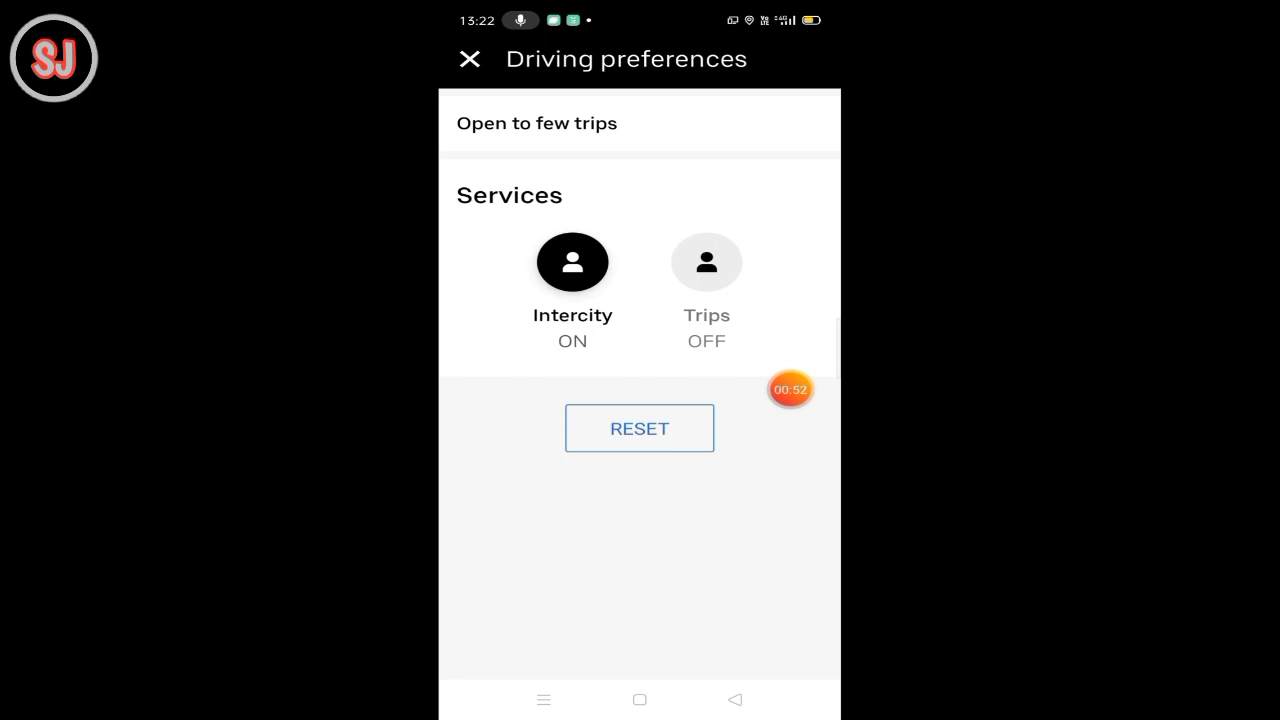 SJ
13:22
Driving preferences
Open to few trips
Services
Intercity
ON
Trips
OFF
00:52
RESET